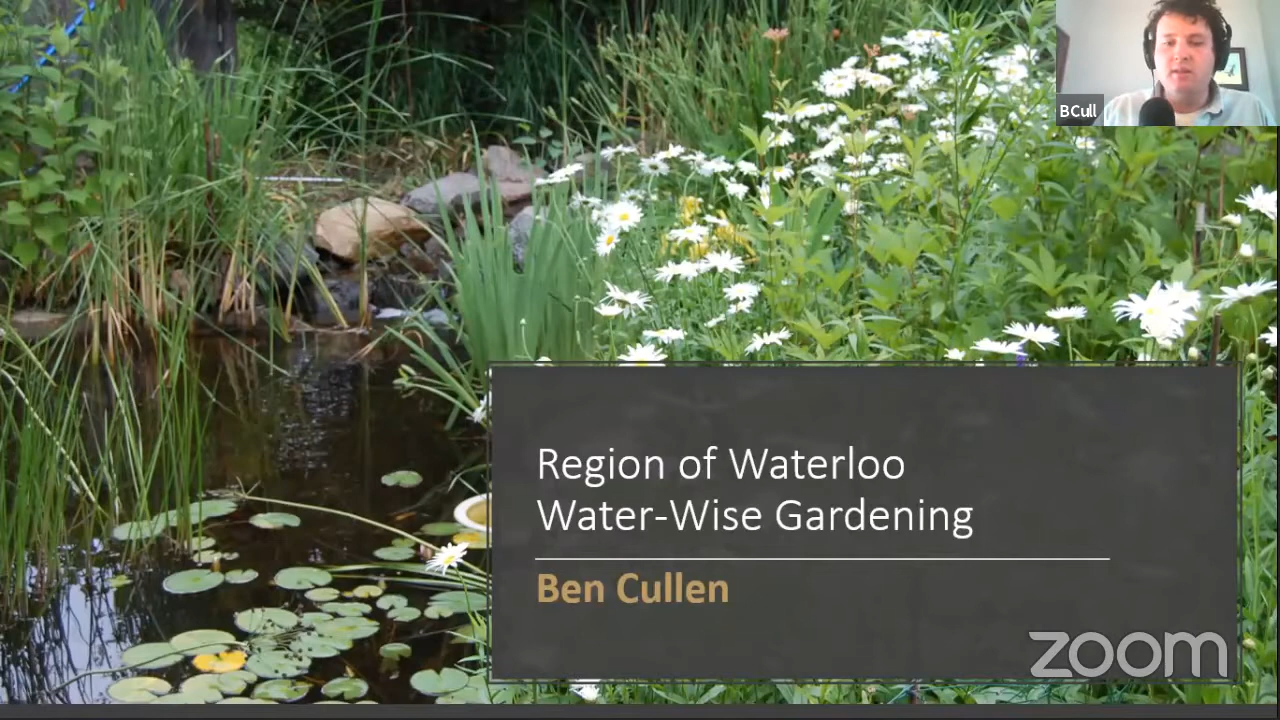 BCull
Region of Waterloo
Water-Wise Gardening
Ben Cullen
zoom